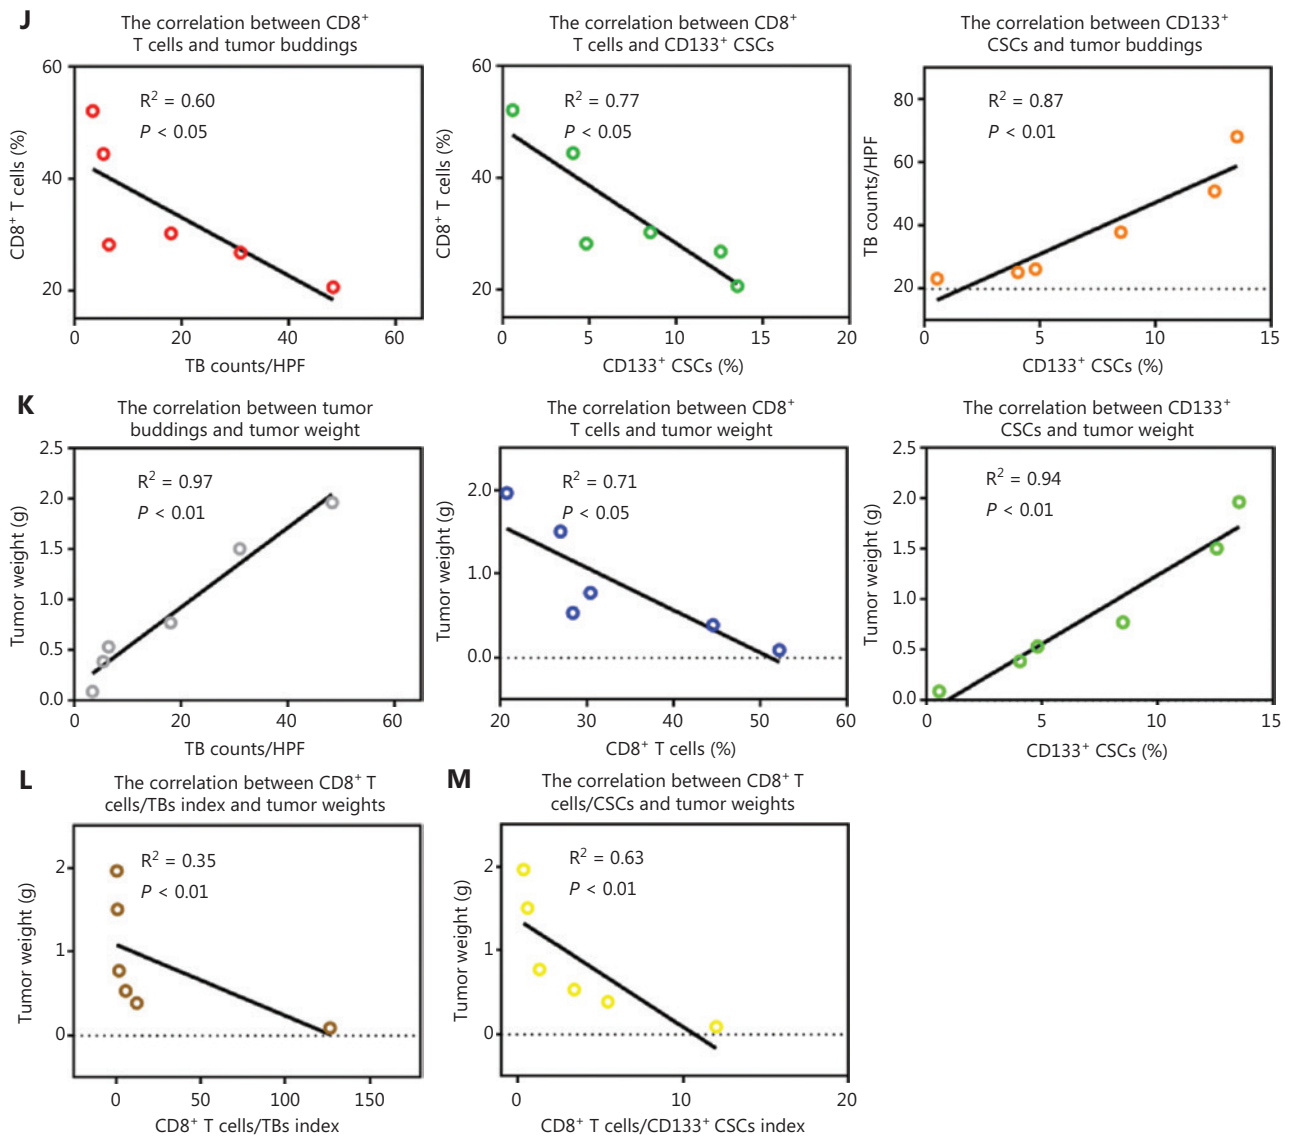 J
The correlation between CD8⁺
T cells and tumor buddings
60
40
20
CD8⁺ T cells (%)
R² = 0.60
P < 0.05
0 20 40 60
TB counts/HPF
The correlation between CD8⁺
T cells and CD133⁺ CSCs
60
40
20
CD8⁺ T cells (%)
R² = 0.77
P < 0.05
0 5 10 15 20
CD133⁺ CSCs (%)
The correlation between CD133⁺
CSCs and tumor buddings
80
60
40
20
TB counts/HPF
R² = 0.87
P < 0.01
0 5 10 15
CD133⁺ CSCs (%)
K
The correlation between tumor
buddings and tumor weight
2.5
2.0
1.5
1.0
0.5
0.0
Tumor weight (g)
R² = 0.97
P < 0.01
0 20 40 60
TB counts/HPF
The correlation between CD8⁺
T cells and tumor weight
2.0
1.0
0.0
Tumor weight (g)
R² = 0.71
P < 0.05
20 30 40 50 60
CD8⁺ T cells (%)
The correlation between CD133⁺
CSCs and tumor weight
2.5
2.0
1.5
1.0
0.5
0.0
Tumor weight (g)
R² = 0.94
P < 0.01
0 5 10 15
CD133⁺ CSCs (%)
L
The correlation between CD8⁺ T
cells/TBs index and tumor weights
2
1
0
Tumor weight (g)
R² = 0.35
P < 0.01
0 50 100 150
CD8⁺ T cells/TBs index
M
The correlation between CD8⁺ T
cells/CSCs and tumor weights
2
1
0
Tumor weight (g)
R² = 0.63
P < 0.01
0 10 20
CD8⁺ T cells/CD133⁺ CSCs index